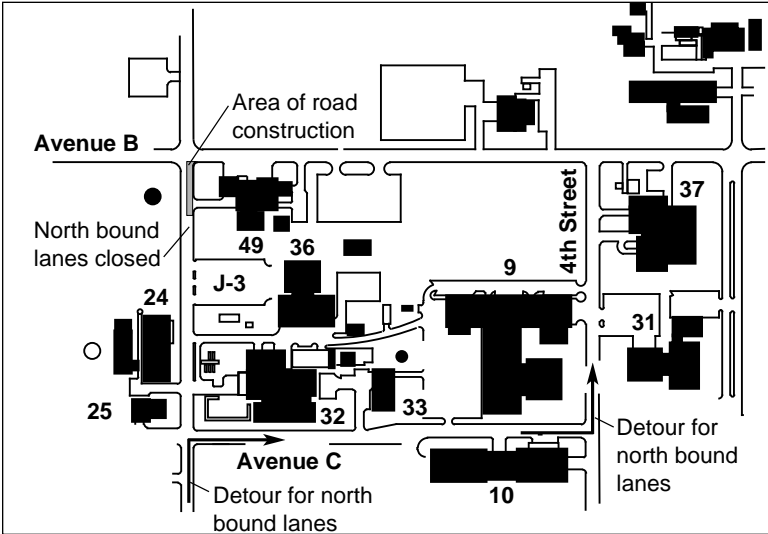 Area of road
construction
Avenue B
4th Street
37
North bound
lanes closed
49
36
9
J-3
24
31
25
32
33
Detour for
north bound
lanes
Avenue C
Detour for north
bound lanes
10